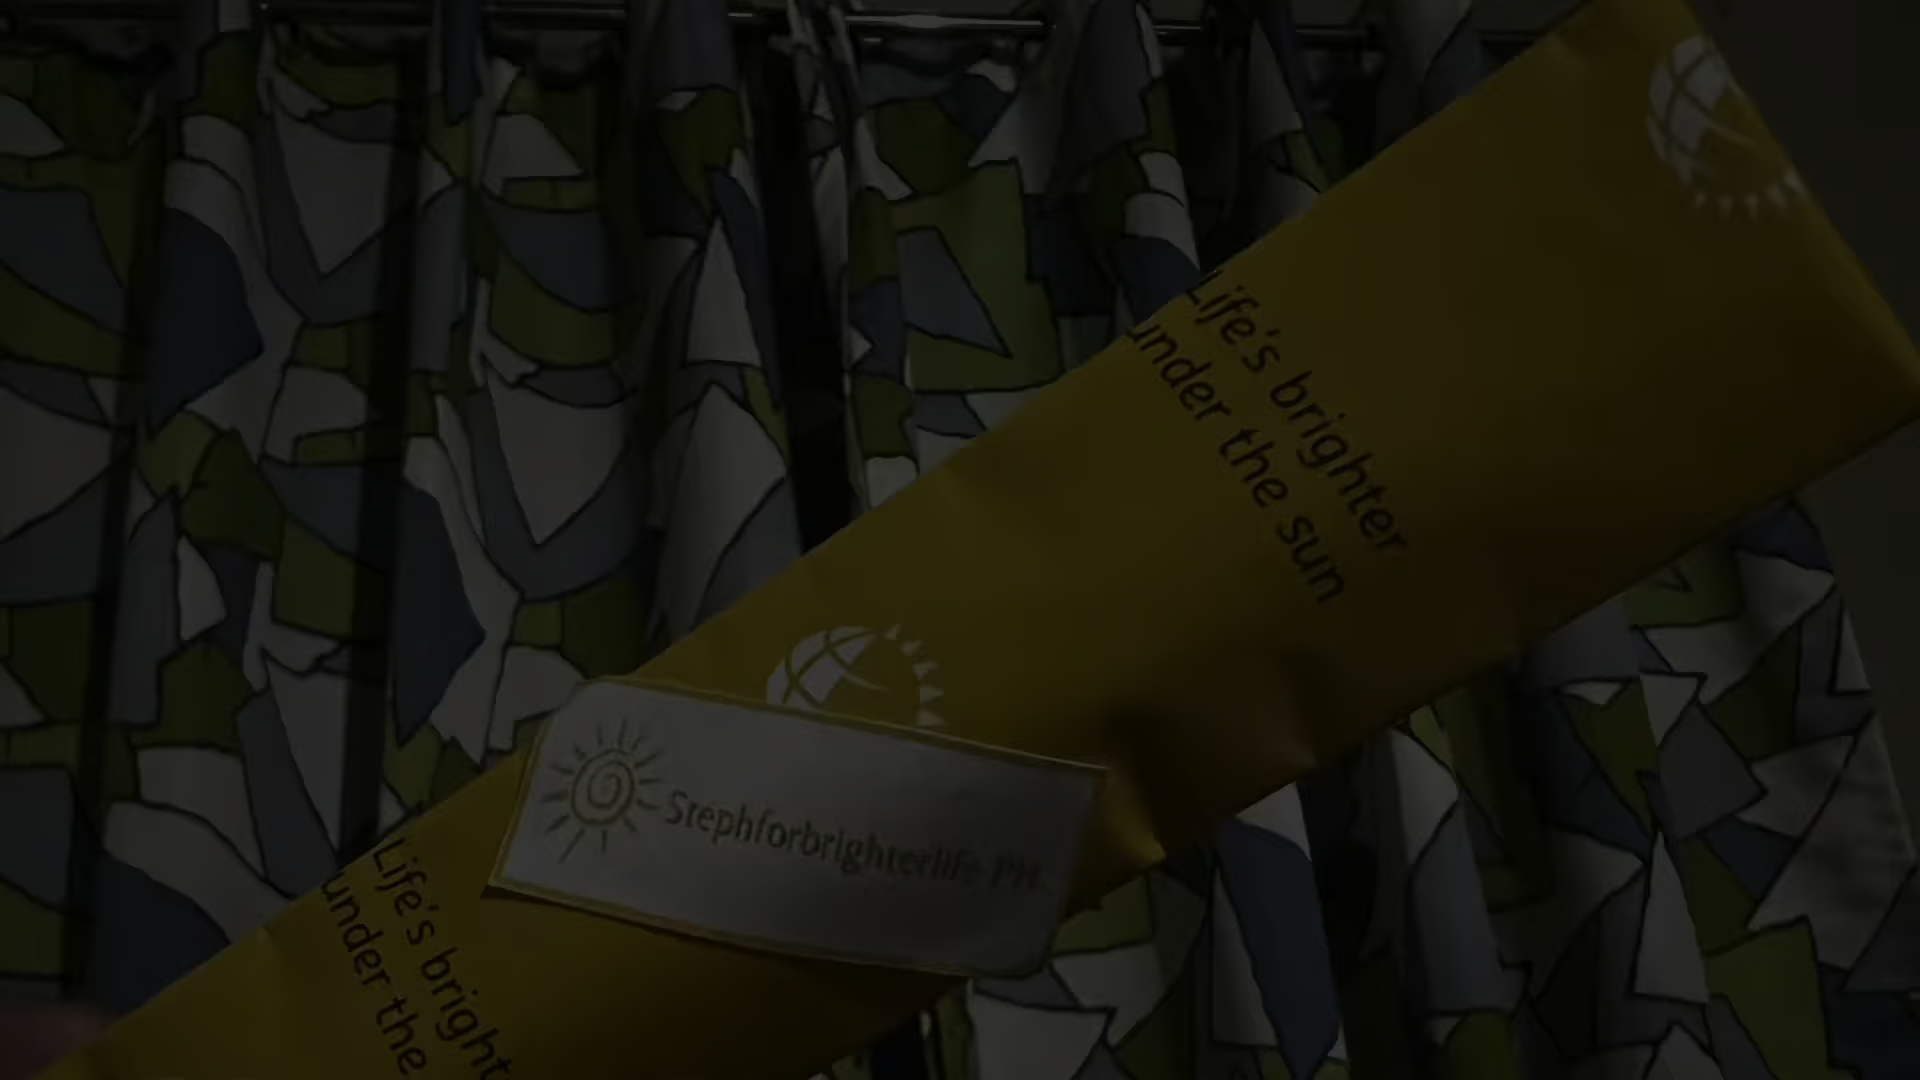 Life's brighter
under the sun
Stephforbrighterlife PH.
Life's bright
under the